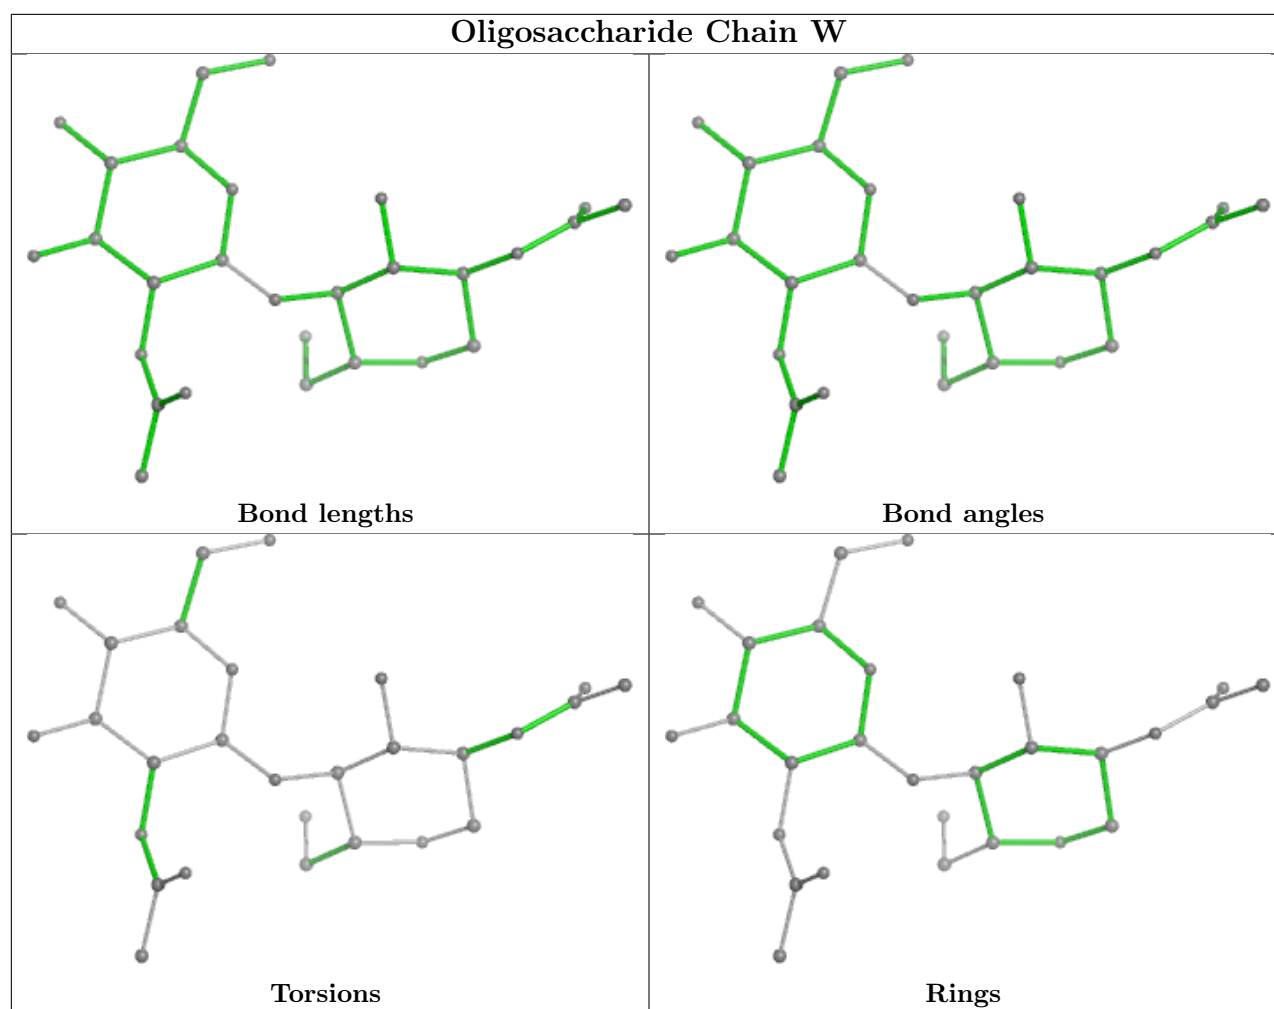 Oligosaccharide Chain W
Bond lengths
Bond angles
Torsions
Rings